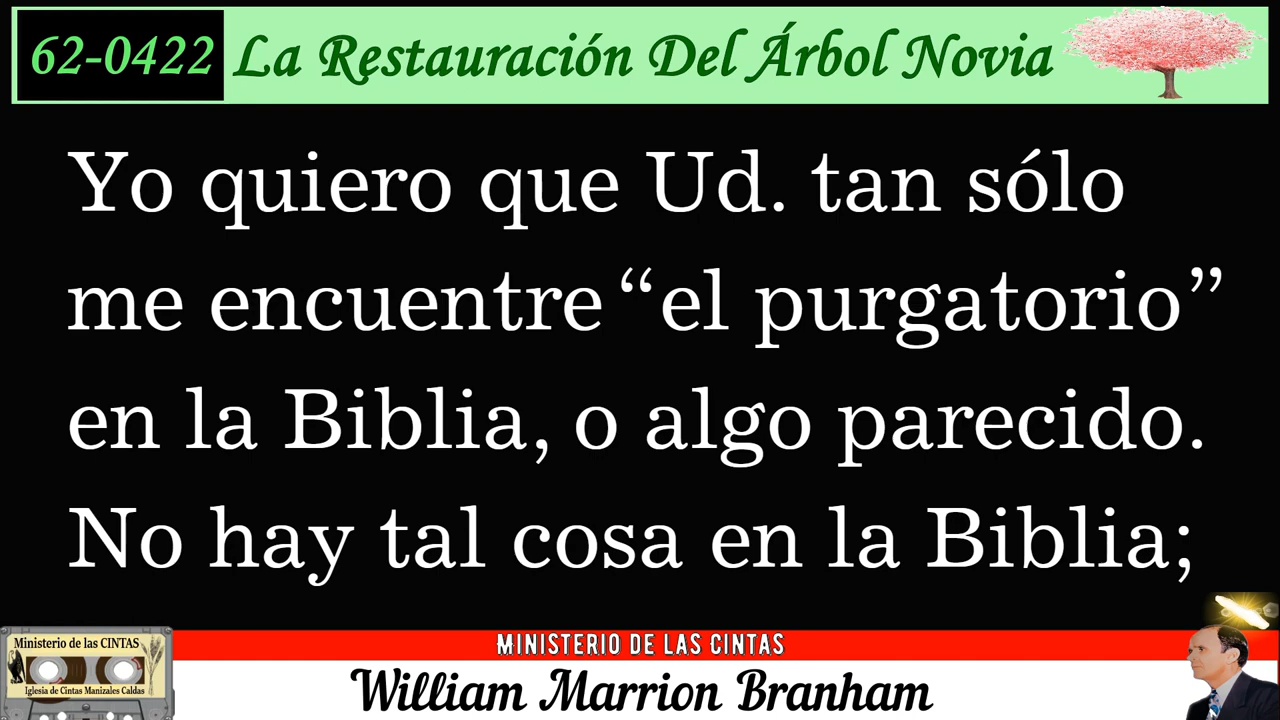 62-0422 La Restauración Del Árbol Novia
Yo quiero que Ud. tan sólo
me encuentre “el purgatorio”
en la Biblia, o algo parecido.
No hay tal cosa en la Biblia;
Ministerio de las CINTAS
Iglesia de Cintas Manizales Caldas
MINISTERIO DE LAS CINTAS
William Marrion Branham